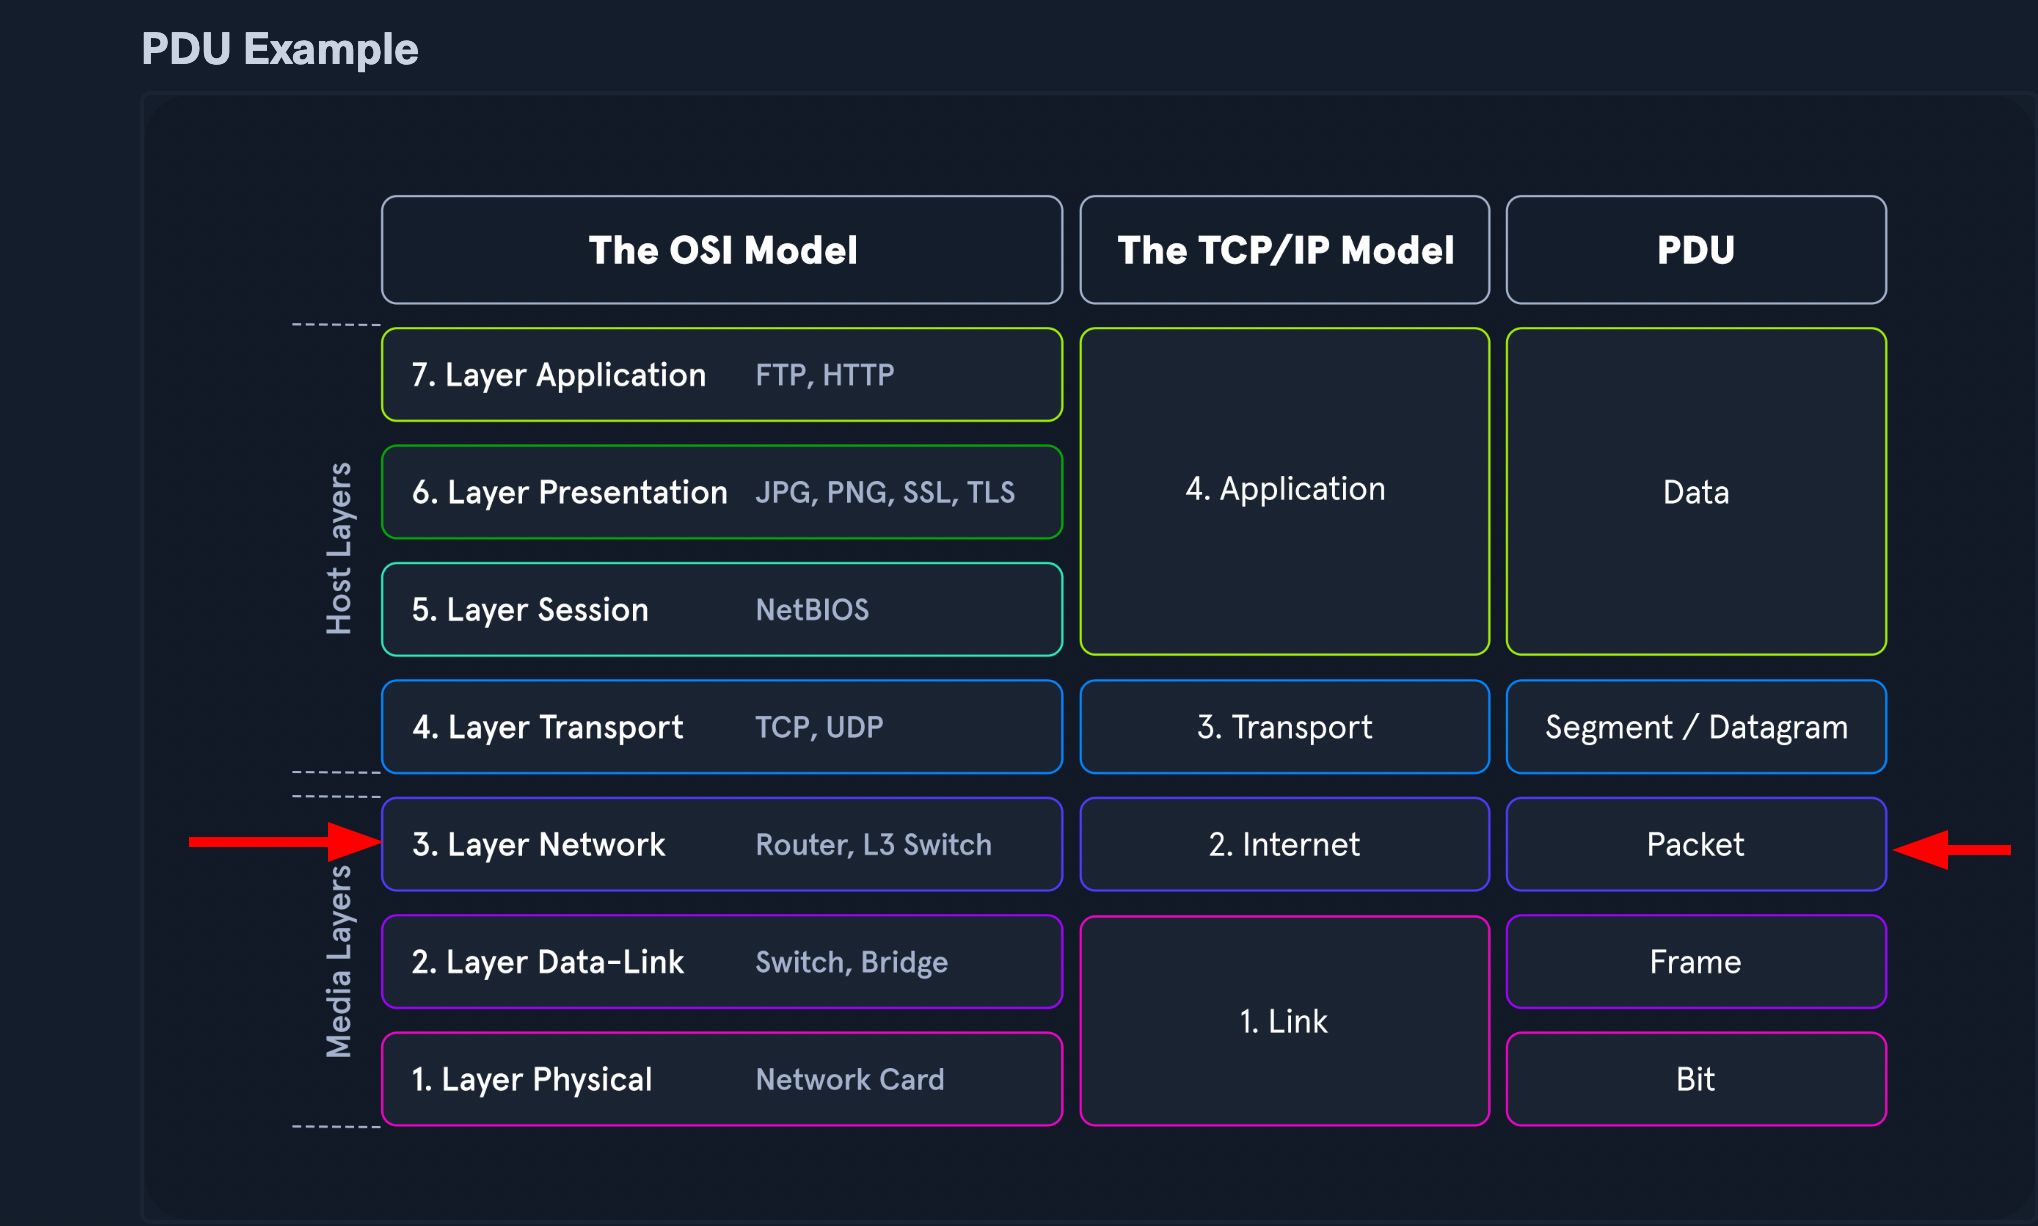 PDU Example
The OSI Model
The TCP/IP Model
PDU
Host Layers
7. Layer Application FTP, HTTP
6. Layer Presentation JPG, PNG, SSL, TLS
5. Layer Session NetBIOS
4. Application
Data
4. Layer Transport TCP, UDP
3. Transport
Segment / Datagram
Media Layers
3. Layer Network Router, L3 Switch
2. Internet
Packet
2. Layer Data-Link Switch, Bridge
Frame
1. Link
1. Layer Physical Network Card
Bit